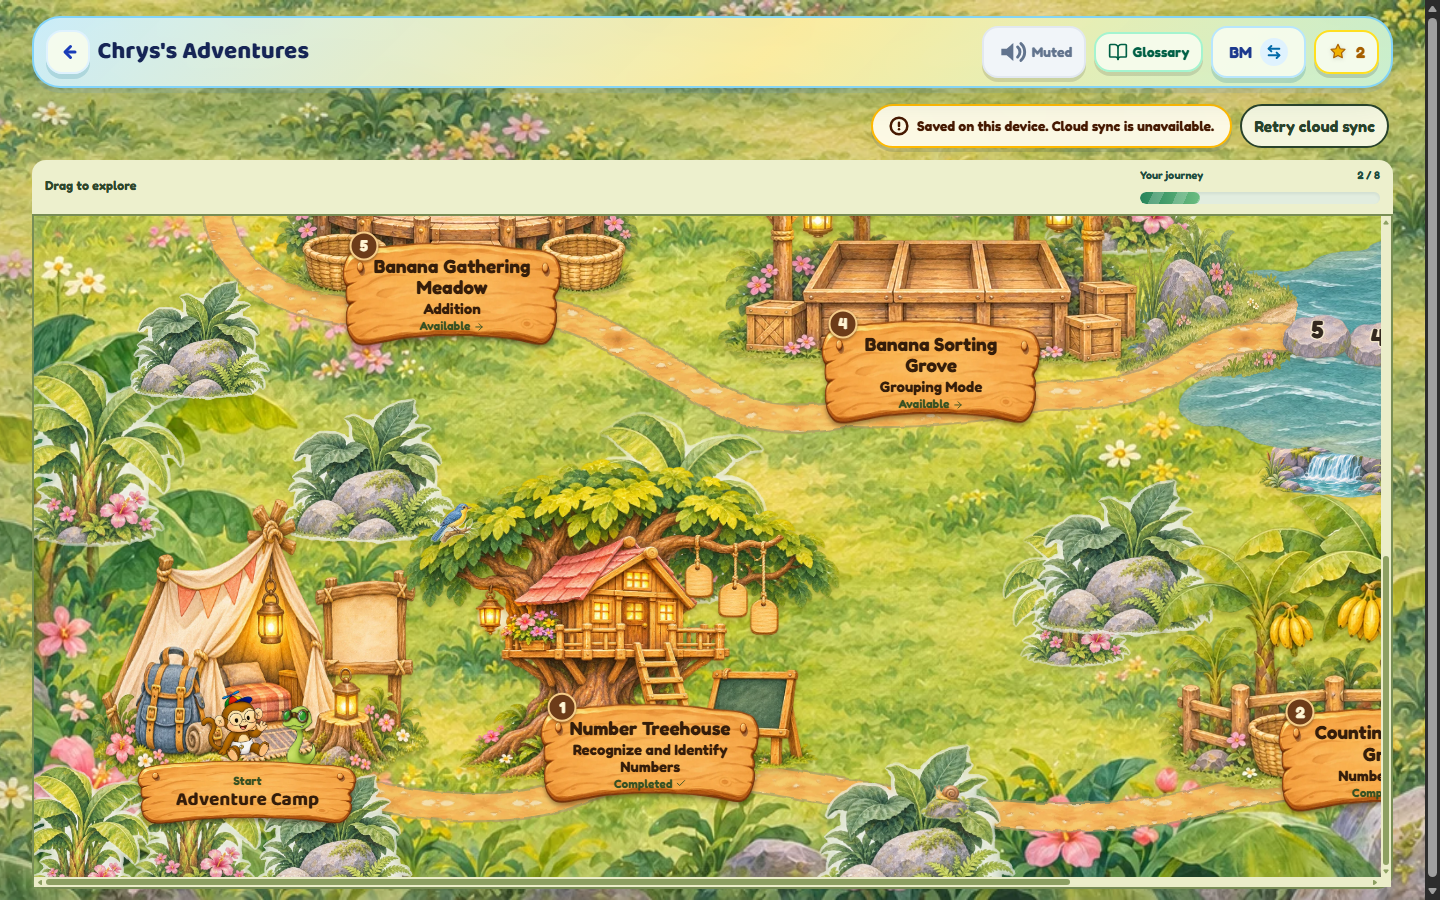 Chrys's Adventures
Muted
Glossary
BM
2
Saved on this device. Cloud sync is unavailable.
Retry cloud sync
Drag to explore
Your journey
2 / 8
5
Banana Gathering
Meadow
Addition
Available →
4
Banana Sorting
Grove
Grouping Mode
Available →
5
4
1
Number Treehouse
Recognize and Identify
Numbers
Completed ✓
2
Start
Adventure Camp